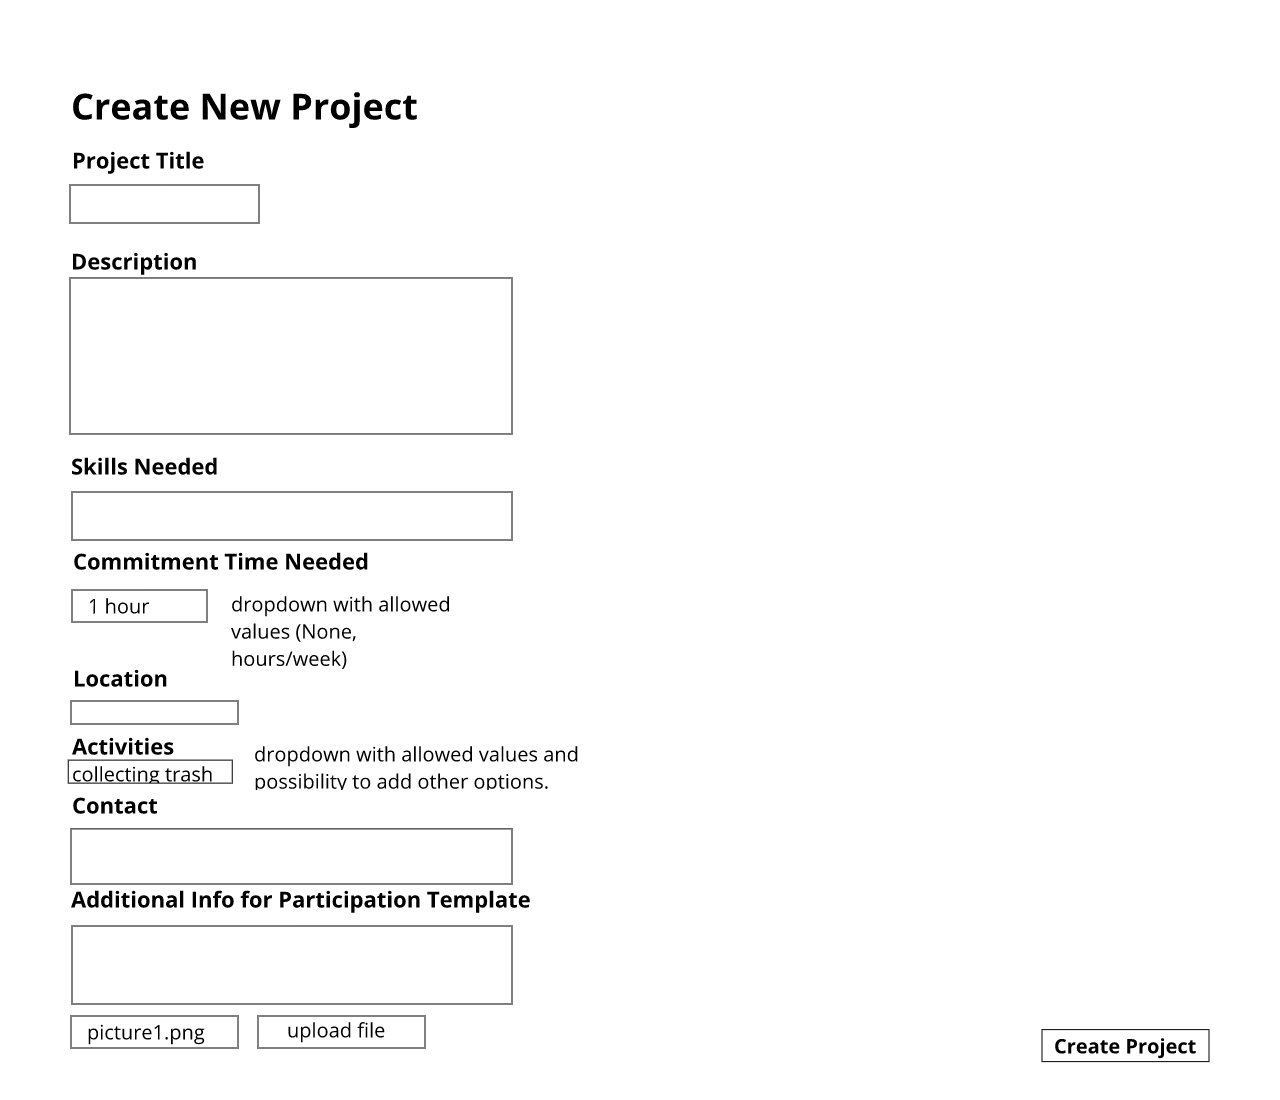 Create New Project
Project Title
Description
Skills Needed
Commitment Time Needed
1 hour
dropdown with allowed
values (None,
hours/week)
Location
Activities
collecting trash
dropdown with allowed values and
possibility to add other options.
Contact
Additional Info for Participation Template
picture1.png
upload file
Create Project